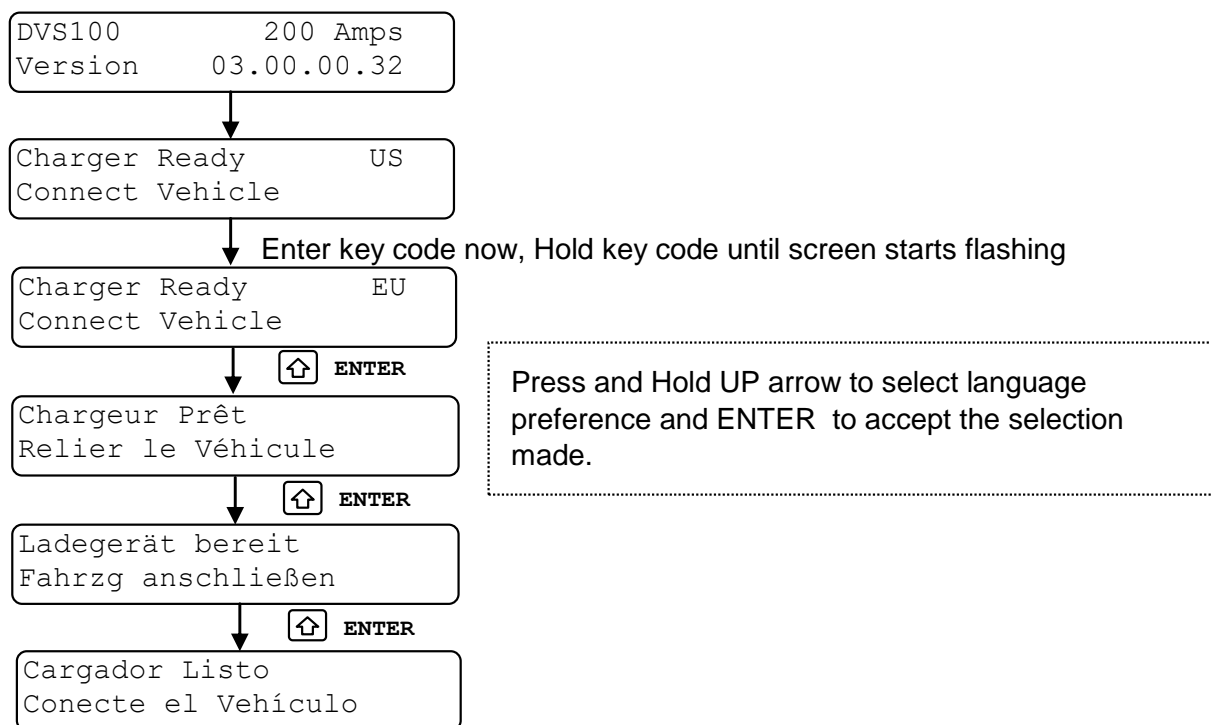 DVS100 200 Amps
Version 03.00.00.32
Charger Ready US
Connect Vehicle
Enter key code now, Hold key code until screen starts flashing
Charger Ready EU
Connect Vehicle
ENTER
Press and Hold UP arrow to select language
preference and ENTER to accept the selection
made.
Chargeur Prêt
Relier le Véhicule
ENTER
Ladegerät bereit
Fahrzg anschließen
ENTER
Cargador Listo
Conecte el Vehículo